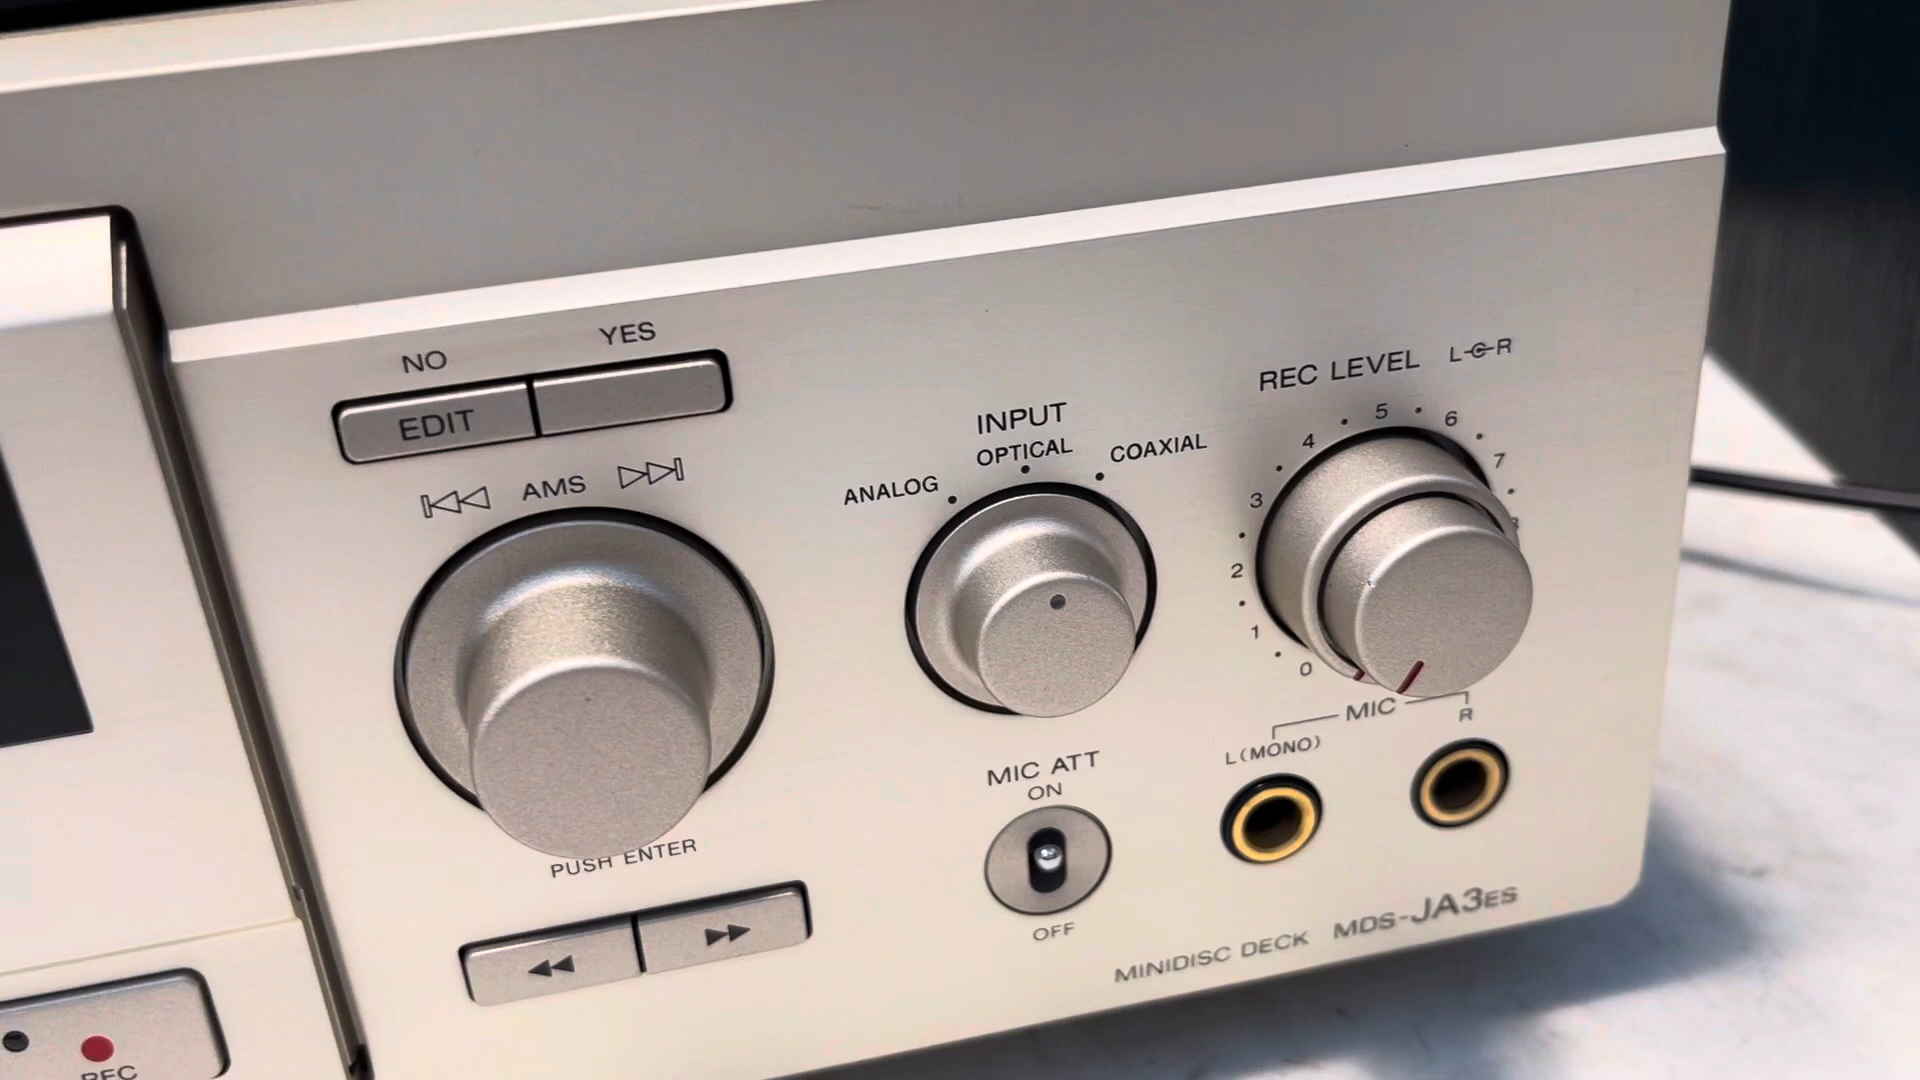 NO
YES
EDIT
AMS
PUSH ENTER
INPUT
ANALOG
OPTICAL
COAXIAL
REC LEVEL L R
0
1
2
3
4
5
6
7
MIC
L(MONO)
R
MIC ATT
ON
OFF
MINIDISC DECK MDS-JA3ES
REC